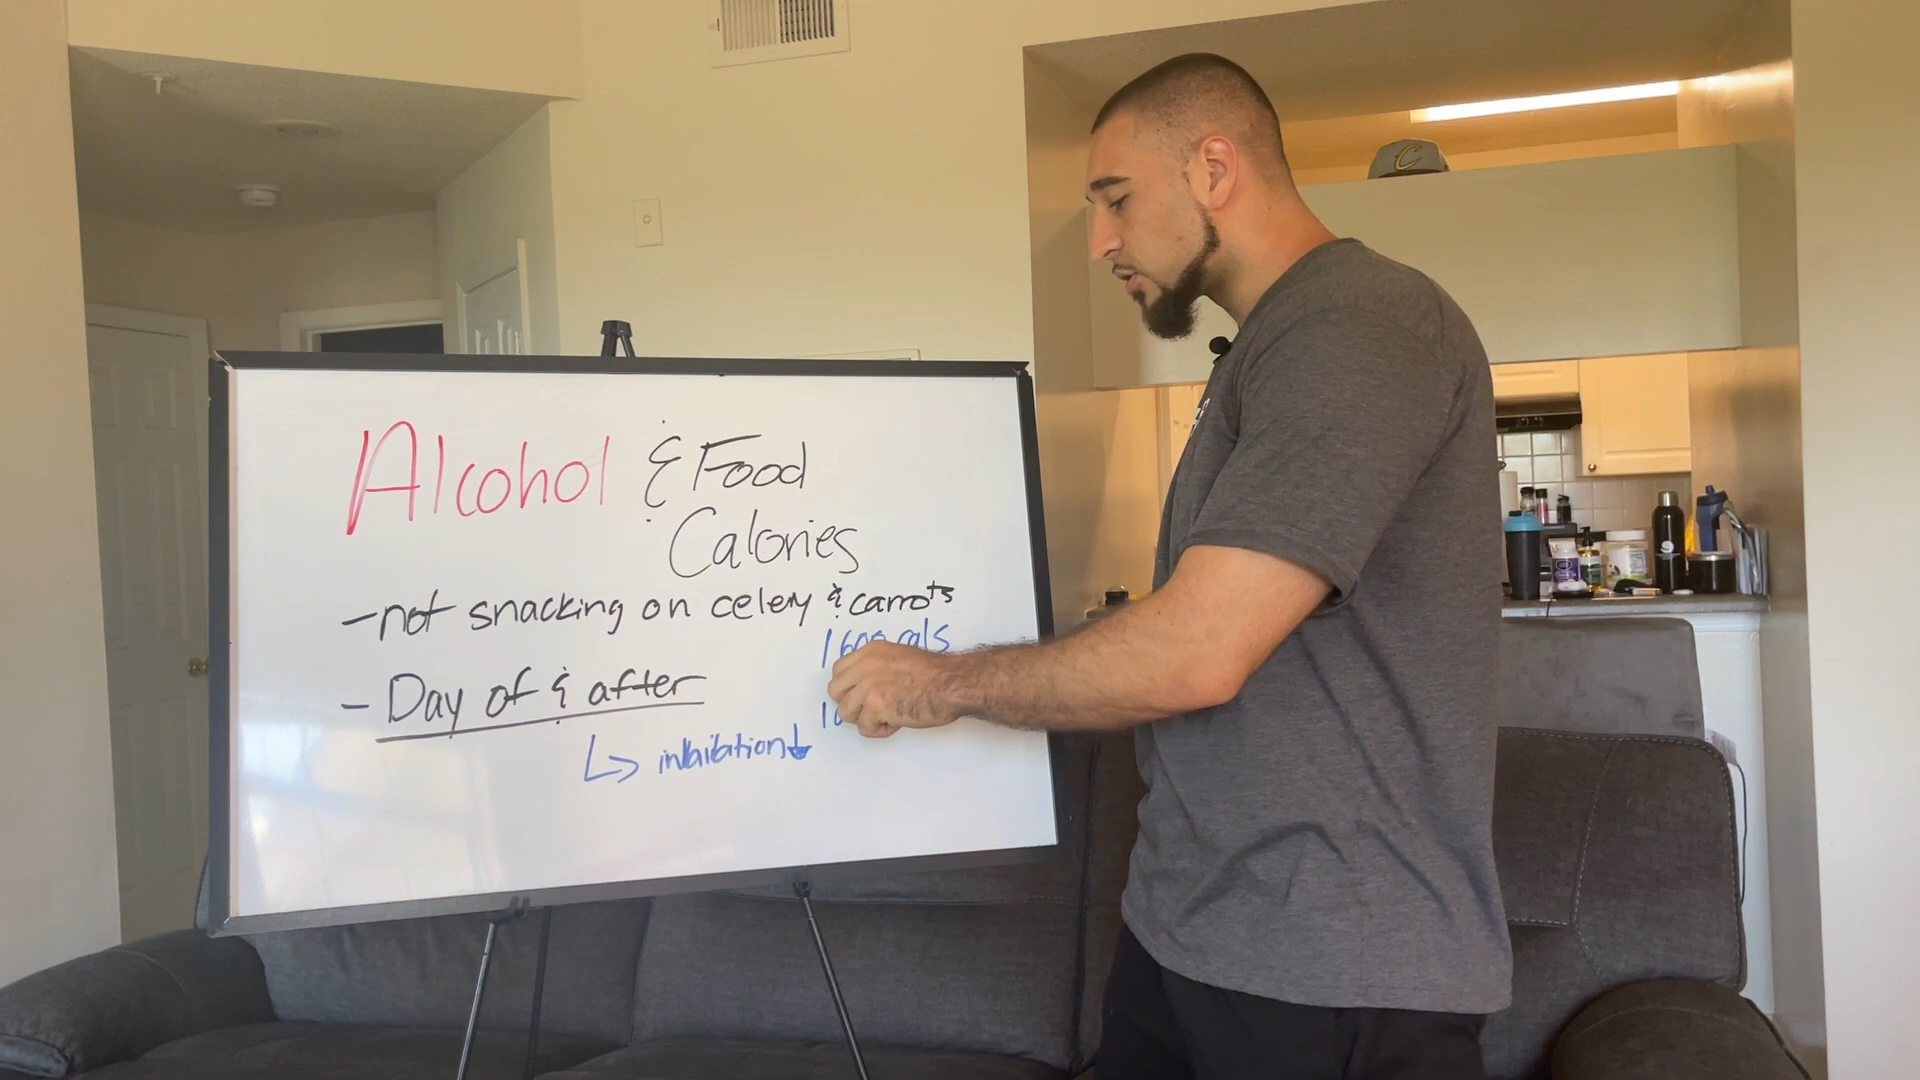 Alcohol & Food
Calories
- not snacking on celery & carrots
- Day of & after
↳ inhibition↓
C